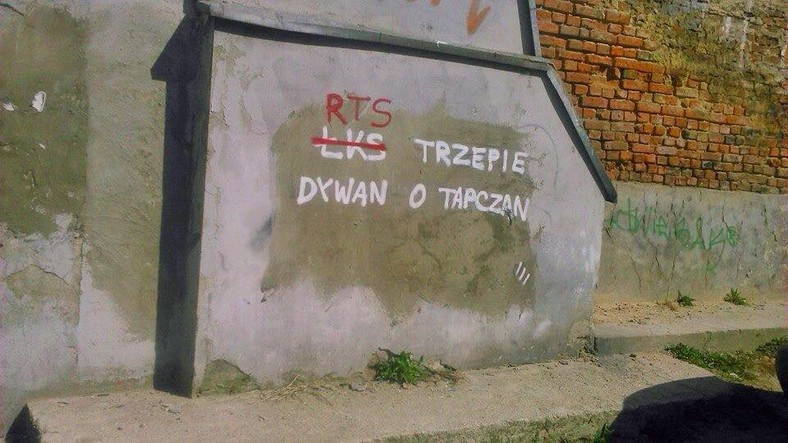 RTS
ŁKS TRZEPIE
DYWAN O TAPCZAN